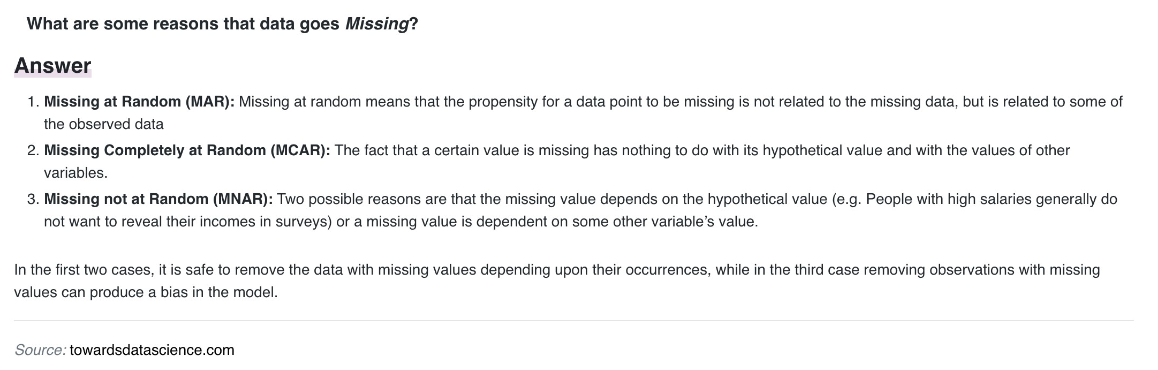 What are some reasons that data goes Missing?
Answer
1. Missing at Random (MAR): Missing at random means that the propensity for a data point to be missing is not related to the missing data, but is related to some of
the observed data
2. Missing Completely at Random (MCAR): The fact that a certain value is missing has nothing to do with its hypothetical value and with the values of other
variables.
3. Missing not at Random (MNAR): Two possible reasons are that the missing value depends on the hypothetical value (e.g. People with high salaries generally do
not want to reveal their incomes in surveys) or a missing value is dependent on some other variable’s value.
In the first two cases, it is safe to remove the data with missing values depending upon their occurrences, while in the third case removing observations with missing
values can produce a bias in the model.
Source: towardsdatascience.com